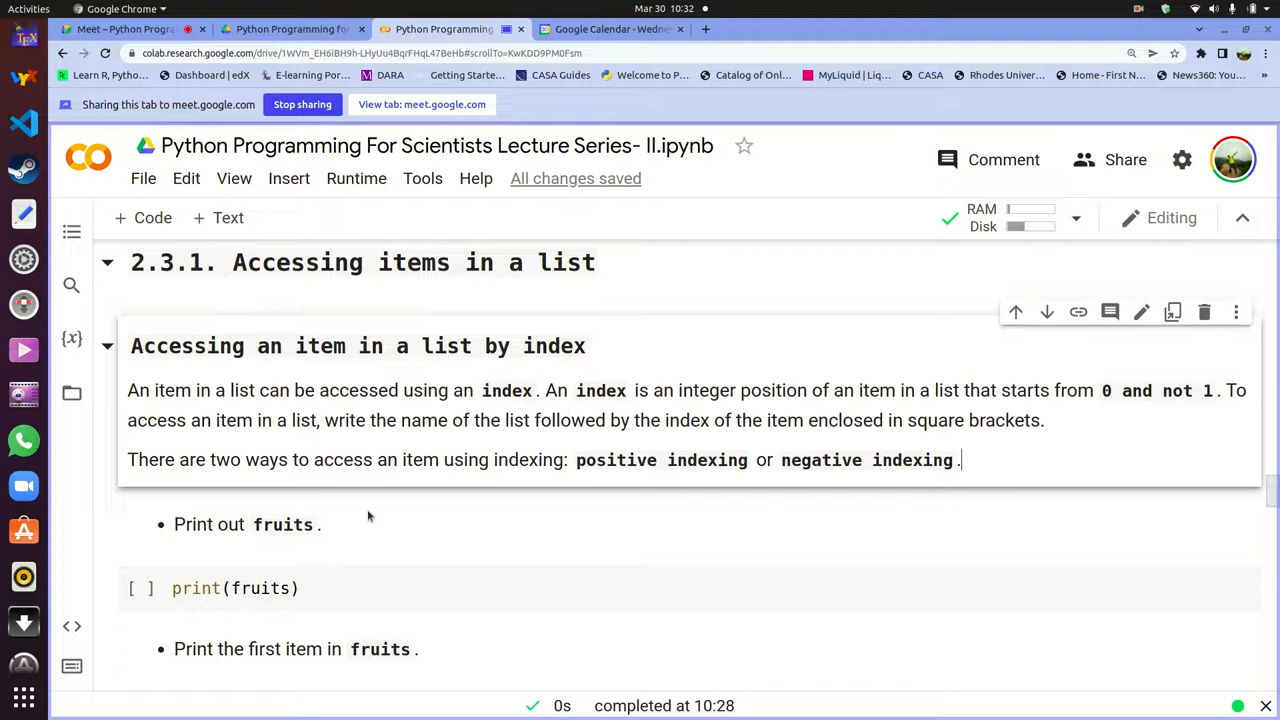 Activities
Google Chrome
Mar 30 10:32
Meet – Python Progra
Python Programming fo
Python Programming
Google Calendar - Wedne
colab.research.google.com/drive/1WVm_EH6iBH9h-LHyUu4BqrFHqL47BeHb#scrollTo=KwKDD9PM0Fsm
Learn R, Pytho...
Dashboard | edX
E-learning Por...
DARA
Getting Starte...
CASA Guides
Welcome to P...
Catalog of Onl...
MyLiquid | Liq...
CASA
Rhodes Univer...
Home - First N...
News360: You...
Sharing this tab to meet.google.com
Stop sharing
View tab: meet.google.com
Python Programming For Scientists Lecture Series- II.ipynb
Comment
Share
File Edit View Insert Runtime Tools Help All changes saved
+ Code + Text
RAM
Disk
Editing
2.3.1. Accessing items in a list
Accessing an item in a list by index
An item in a list can be accessed using an index. An index is an integer position of an item in a list that starts from 0 and not 1. To
access an item in a list, write the name of the list followed by the index of the item enclosed in square brackets.
There are two ways to access an item using indexing: positive indexing or negative indexing.
• Print out fruits.
[ ] print(fruits)
• Print the first item in fruits.
0s completed at 10:28